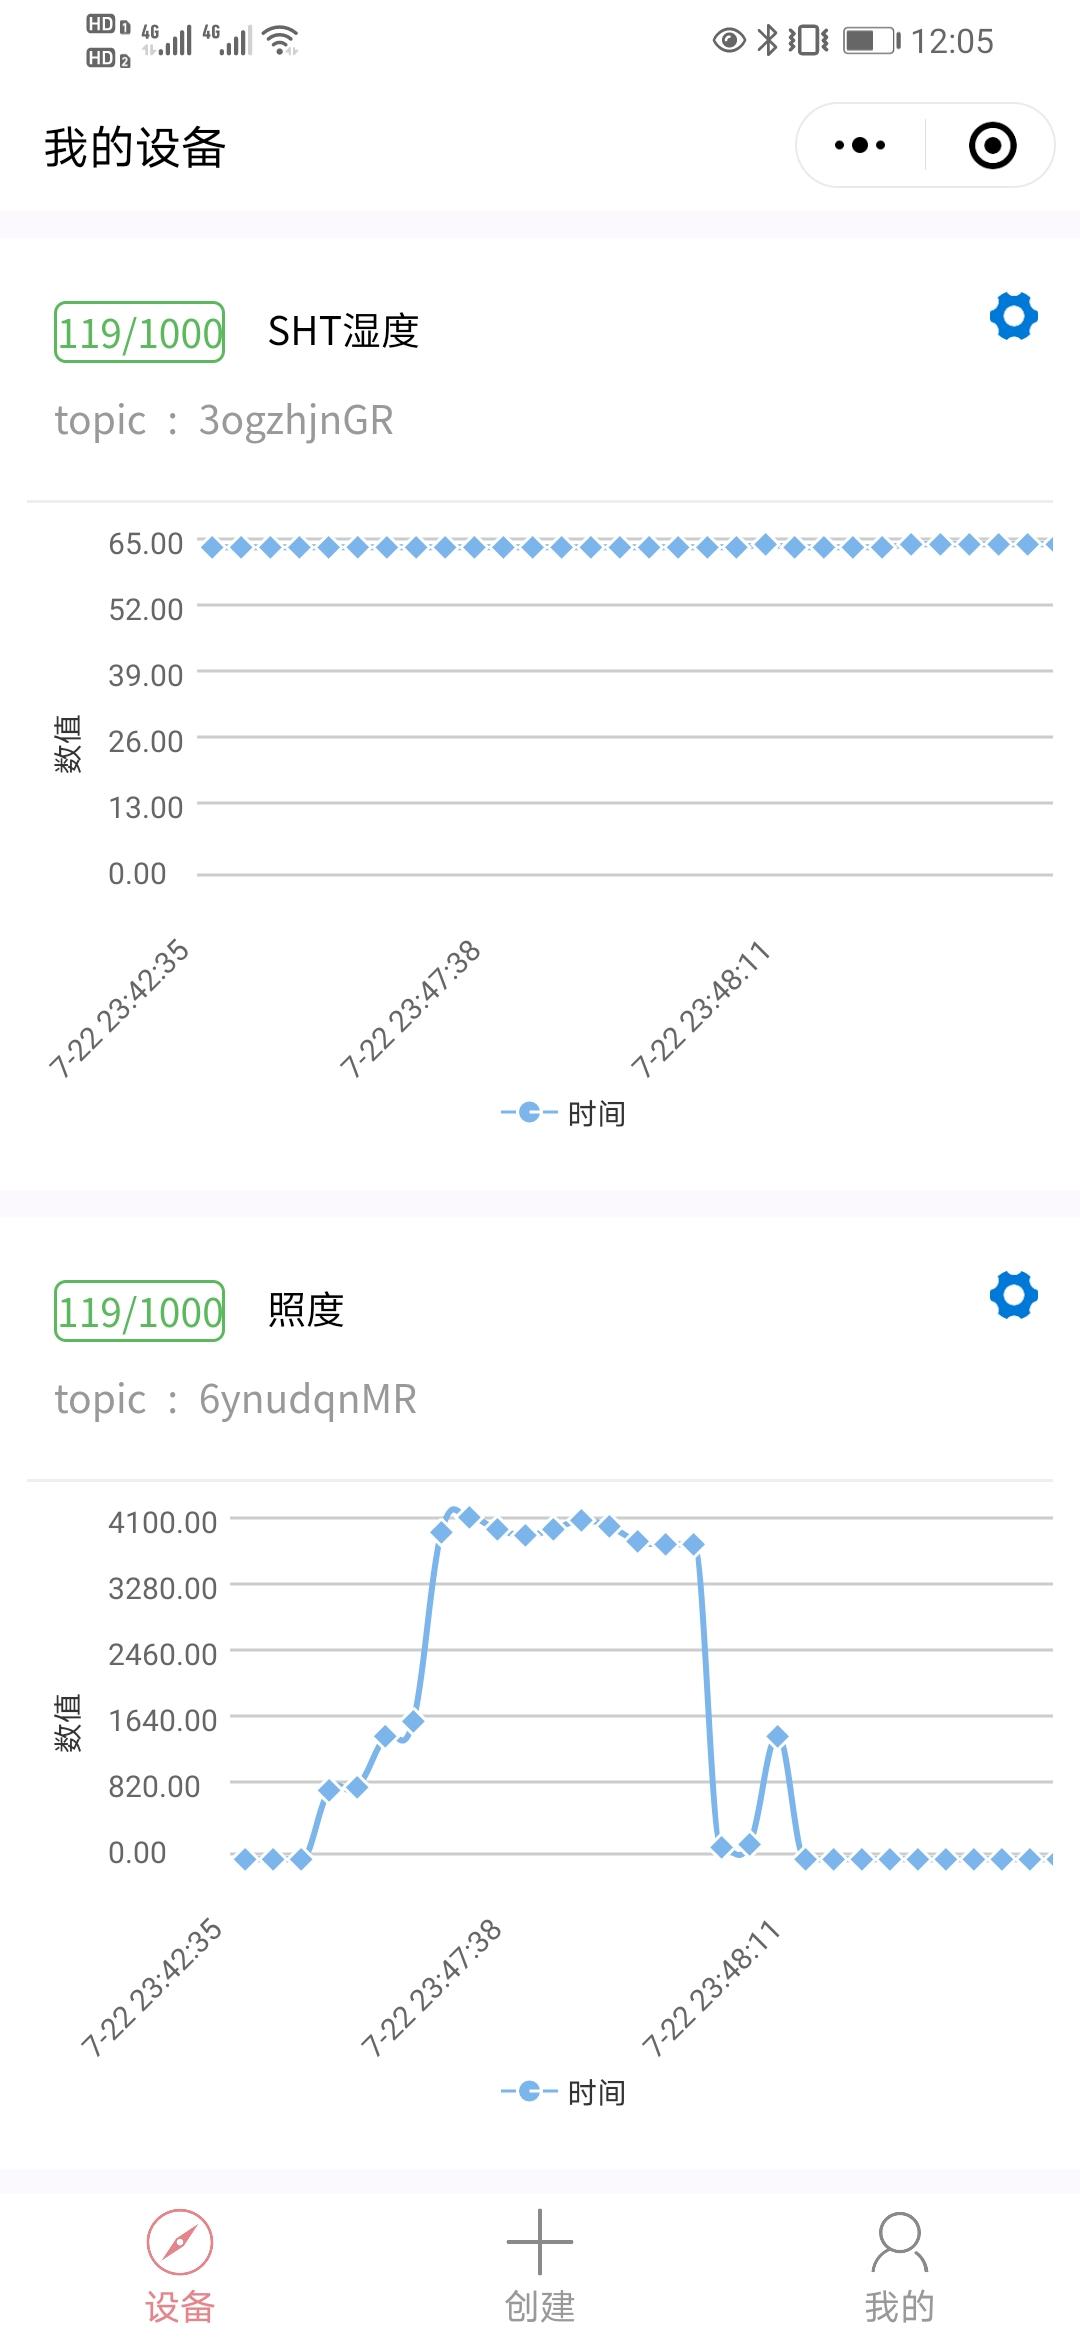 HD 1 4G 4G 12:05
HD 2
我的设备
119/1000 SHT湿度
topic : 3ogzhjnGR
65.00
52.00
39.00
26.00
13.00
0.00
数值
7-22 23:42:35
7-22 23:47:38
7-22 23:48:11
时间
119/1000 照度
topic : 6ynudqnMR
4100.00
3280.00
2460.00
1640.00
820.00
0.00
数值
7-22 23:42:35
7-22 23:47:38
7-22 23:48:11
时间
设备 创建 我的